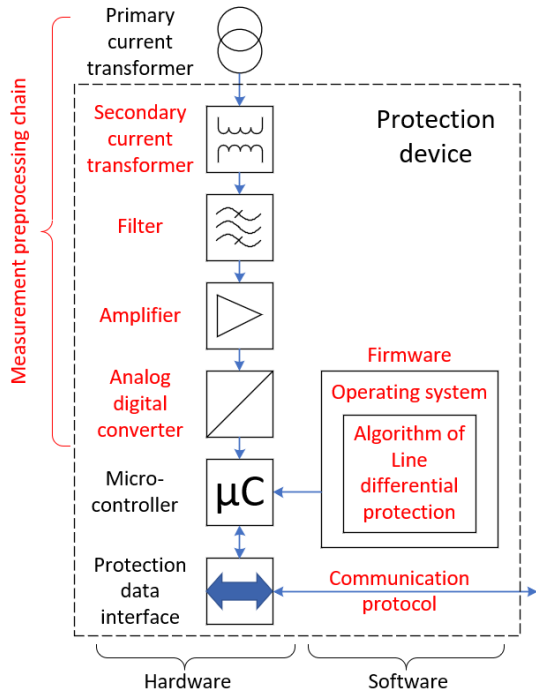 Primary
current
transformer
Measurement preprocessing chain
Secondary
current
transformer
Protection
device
Filter
Amplifier
Analog
digital
converter
Firmware
Operating system
Algorithm of
Line
differential
protection
Micro-
controller
μC
Protection
data
interface
Communication
protocol
Hardware
Software